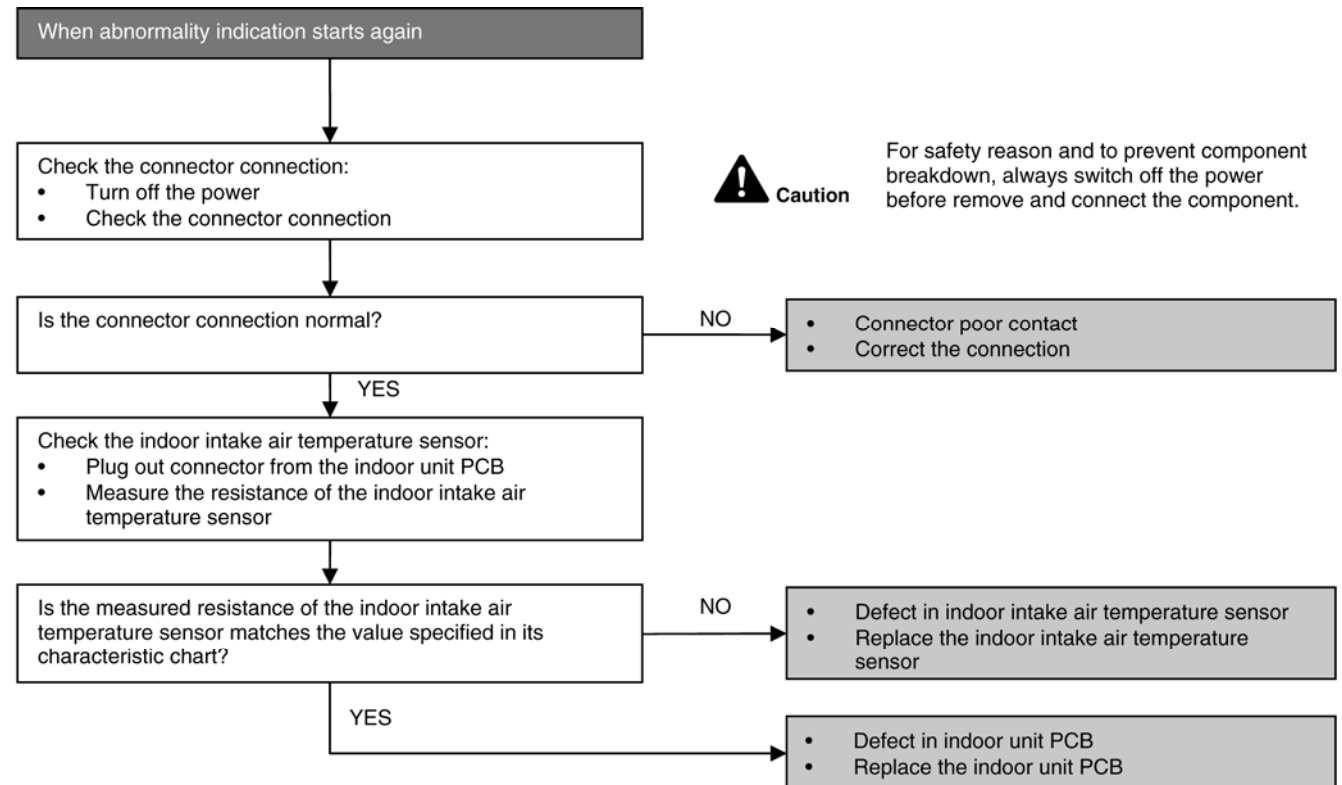 When abnormality indication starts again
Check the connector connection:
• Turn off the power
• Check the connector connection
Caution
For safety reason and to prevent component
breakdown, always switch off the power
before remove and connect the component.
Is the connector connection normal?
NO
• Connector poor contact
• Correct the connection
YES
Check the indoor intake air temperature sensor:
• Plug out connector from the indoor unit PCB
• Measure the resistance of the indoor intake air
temperature sensor
Is the measured resistance of the indoor intake air
temperature sensor matches the value specified in its
characteristic chart?
NO
• Defect in indoor intake air temperature sensor
• Replace the indoor intake air temperature
sensor
YES
• Defect in indoor unit PCB
• Replace the indoor unit PCB